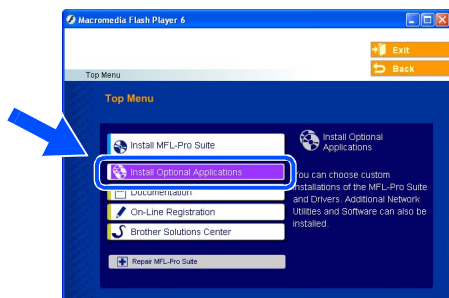 Macromedia Flash Player 6
Exit
Back
Top Menu
Top Menu
Install MFL-Pro Suite
Install Optional Applications
Documentation
On-Line Registration
Brother Solutions Center
Repair MFL-Pro Suite
Install Optional
Applications
You can choose custom
installations of the MFL-Pro Suite
and Drivers. Additional Network
Utilities and Software can also be
installed.